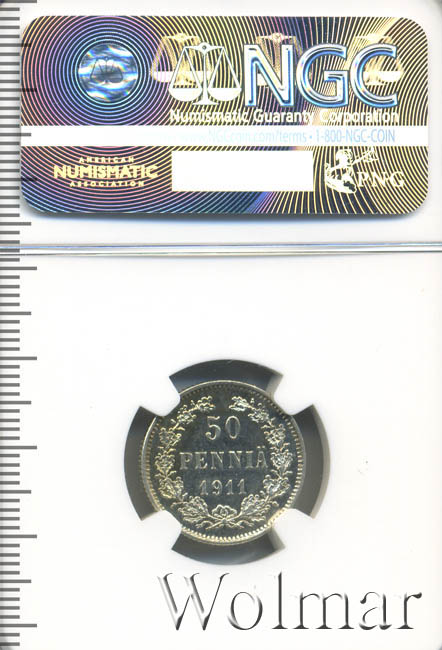 NGC
Numismatic Guaranty Corporation
www.NGCcoin.com/terms • 1-800-NGC-COIN
AMERICAN
NUMISMATIC
ASSOCIATION
PNG
50
PENNIÄ
1911
Wolmar